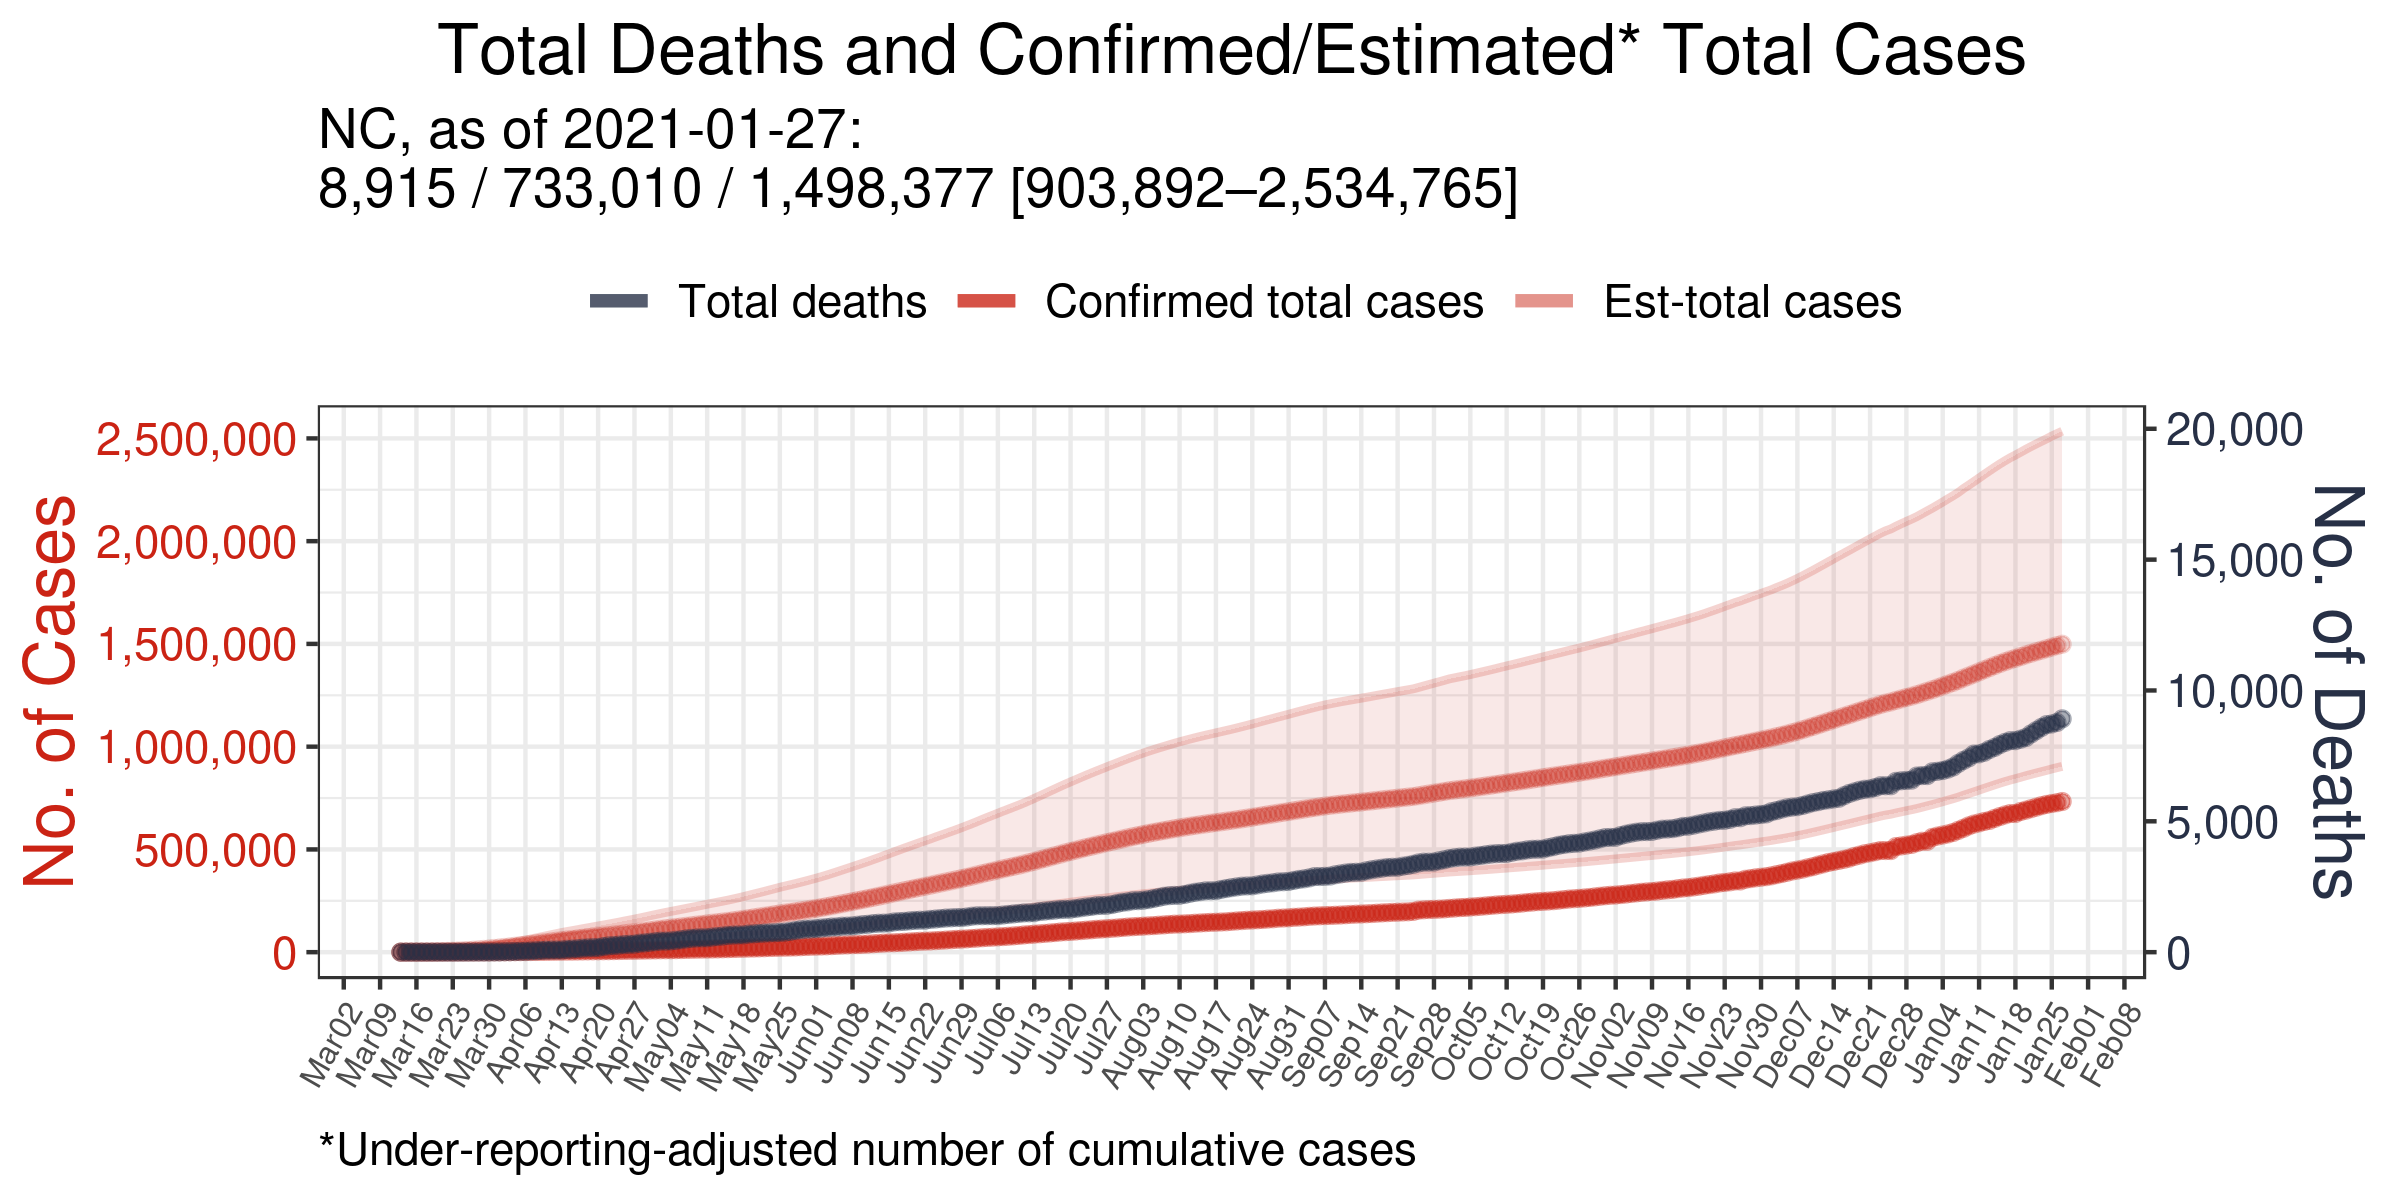 Total Deaths and Confirmed/Estimated* Total Cases
NC, as of 2021-01-27:
8,915 / 733,010 / 1,498,377 [903,892–2,534,765]
Total deaths
Confirmed total cases
Est-total cases
No. of Cases
2,500,000
2,000,000
1,500,000
1,000,000
500,000
0
20,000
15,000
10,000
5,000
0
No. of Deaths
Mar02
Mar09
Mar16
Mar23
Mar30
Apr06
Apr13
Apr20
Apr27
May04
May11
May18
May25
Jun01
Jun08
Jun15
Jun22
Jun29
Jul06
Jul13
Jul20
Jul27
Aug03
Aug10
Aug17
Aug24
Aug31
Sep07
Sep14
Sep21
Sep28
Oct05
Oct12
Oct19
Oct26
Nov02
Nov09
Nov16
Nov23
Nov30
Dec07
Dec14
Dec21
Dec28
Jan04
Jan11
Jan18
Jan25
Feb01
Feb08
*Under-reporting-adjusted number of cumulative cases